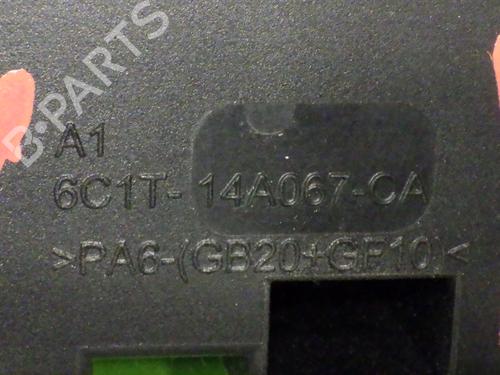 B-PARTS
A1
6C1T- 14A067-CA
>PA6-(GB20+GF10)<